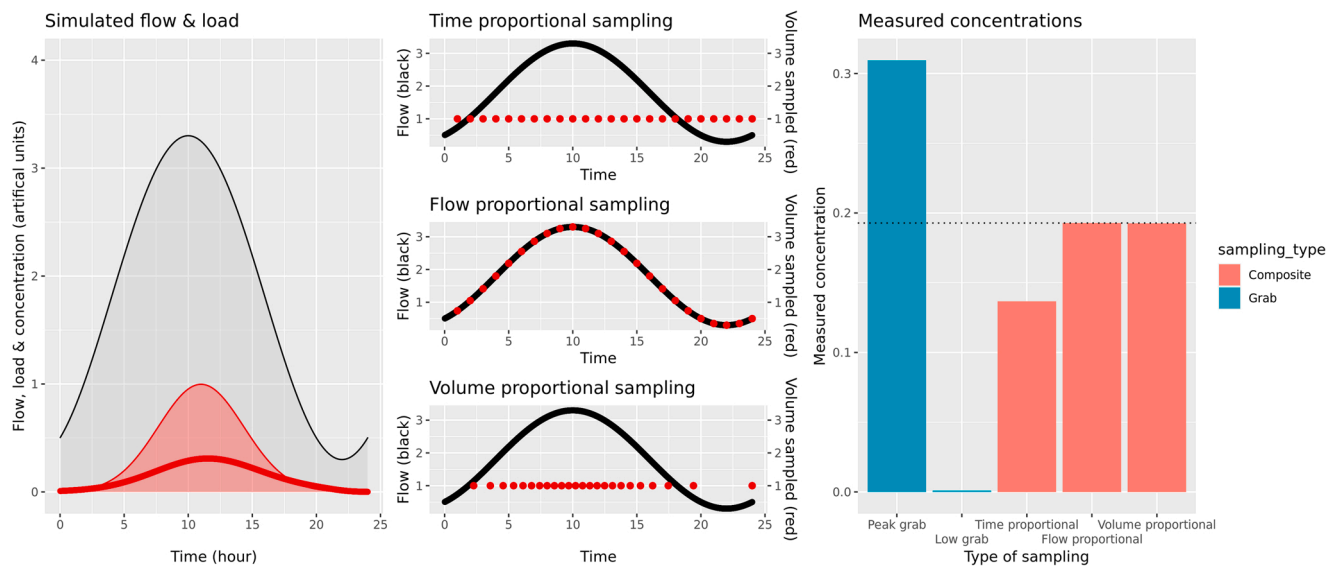 Simulated flow & load
Flow, load & concentration (artifical units)
4
3
2
1
0
0 5 10 15 20 25
Time (hour)
Time proportional sampling
Flow (black)
3
2
1
Volume sampled (red)
3
2
1
0 5 10 15 20 25
Time
Flow proportional sampling
Flow (black)
3
2
1
Volume sampled (red)
3
2
1
0 5 10 15 20 25
Time
Volume proportional sampling
Flow (black)
3
2
1
Volume sampled (red)
3
2
1
0 5 10 15 20 25
Time
Measured concentrations
Measured concentration
0.3
0.2
0.1
0.0
Peak grab Time proportional Volume proportional
Low grab Flow proportional
Type of sampling
sampling_type
Composite
Grab